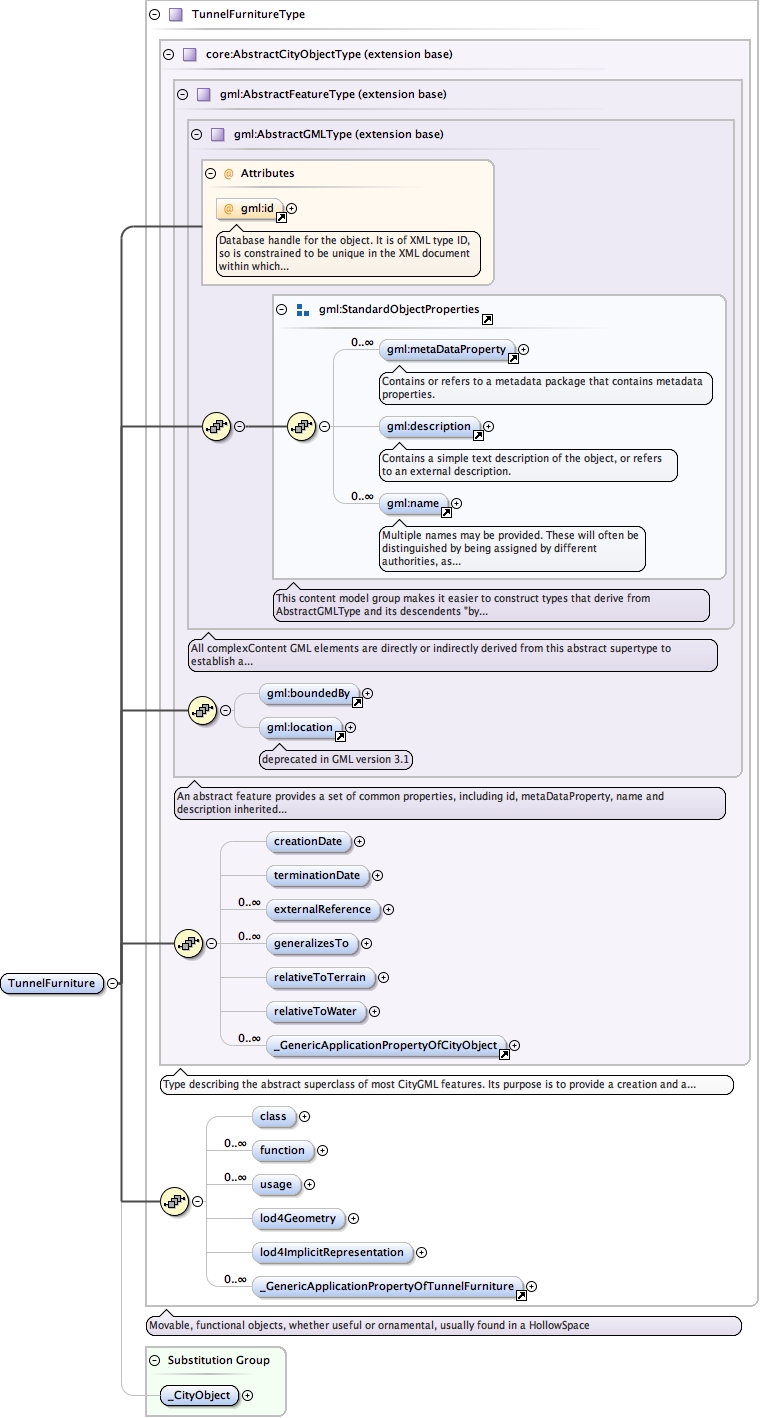 TunnelFurnitureType
core:AbstractCityObjectType (extension base)
gml:AbstractFeatureType (extension base)
gml:AbstractGMLType (extension base)
@ Attributes
@ gml:id
Database handle for the object. It is of XML type ID,
so is constrained to be unique in the XML document
within which...
gml:StandardObjectProperties
0..∞
gml:metaDataProperty
Contains or refers to a metadata package that contains metadata
properties.
gml:description
Contains a simple text description of the object, or refers
to an external description.
0..∞
gml:name
Multiple names may be provided. These will often be
distinguished by being assigned by different
authorities, as...
This content model group makes it easier to construct types that derive from
AbstractGMLType and its descendents "by...
All complexContent GML elements are directly or indirectly derived from this abstract supertype to
establish a...
gml:boundedBy
gml:location
deprecated in GML version 3.1
An abstract feature provides a set of common properties, including id, metaDataProperty, name and
description inherited...
creationDate
terminationDate
0..∞
externalReference
0..∞
generalizesTo
relativeToTerrain
TunnelFurniture
relativeToWater
0..∞
_GenericApplicationPropertyOfCityObject
Type describing the abstract superclass of most CityGML features. Its purpose is to provide a creation and a...
class
0..∞
function
0..∞
usage
lod4Geometry
lod4ImplicitRepresentation
0..∞
_GenericApplicationPropertyOfTunnelFurniture
Movable, functional objects, whether useful or ornamental, usually found in a HollowSpace
Substitution Group
_CityObject